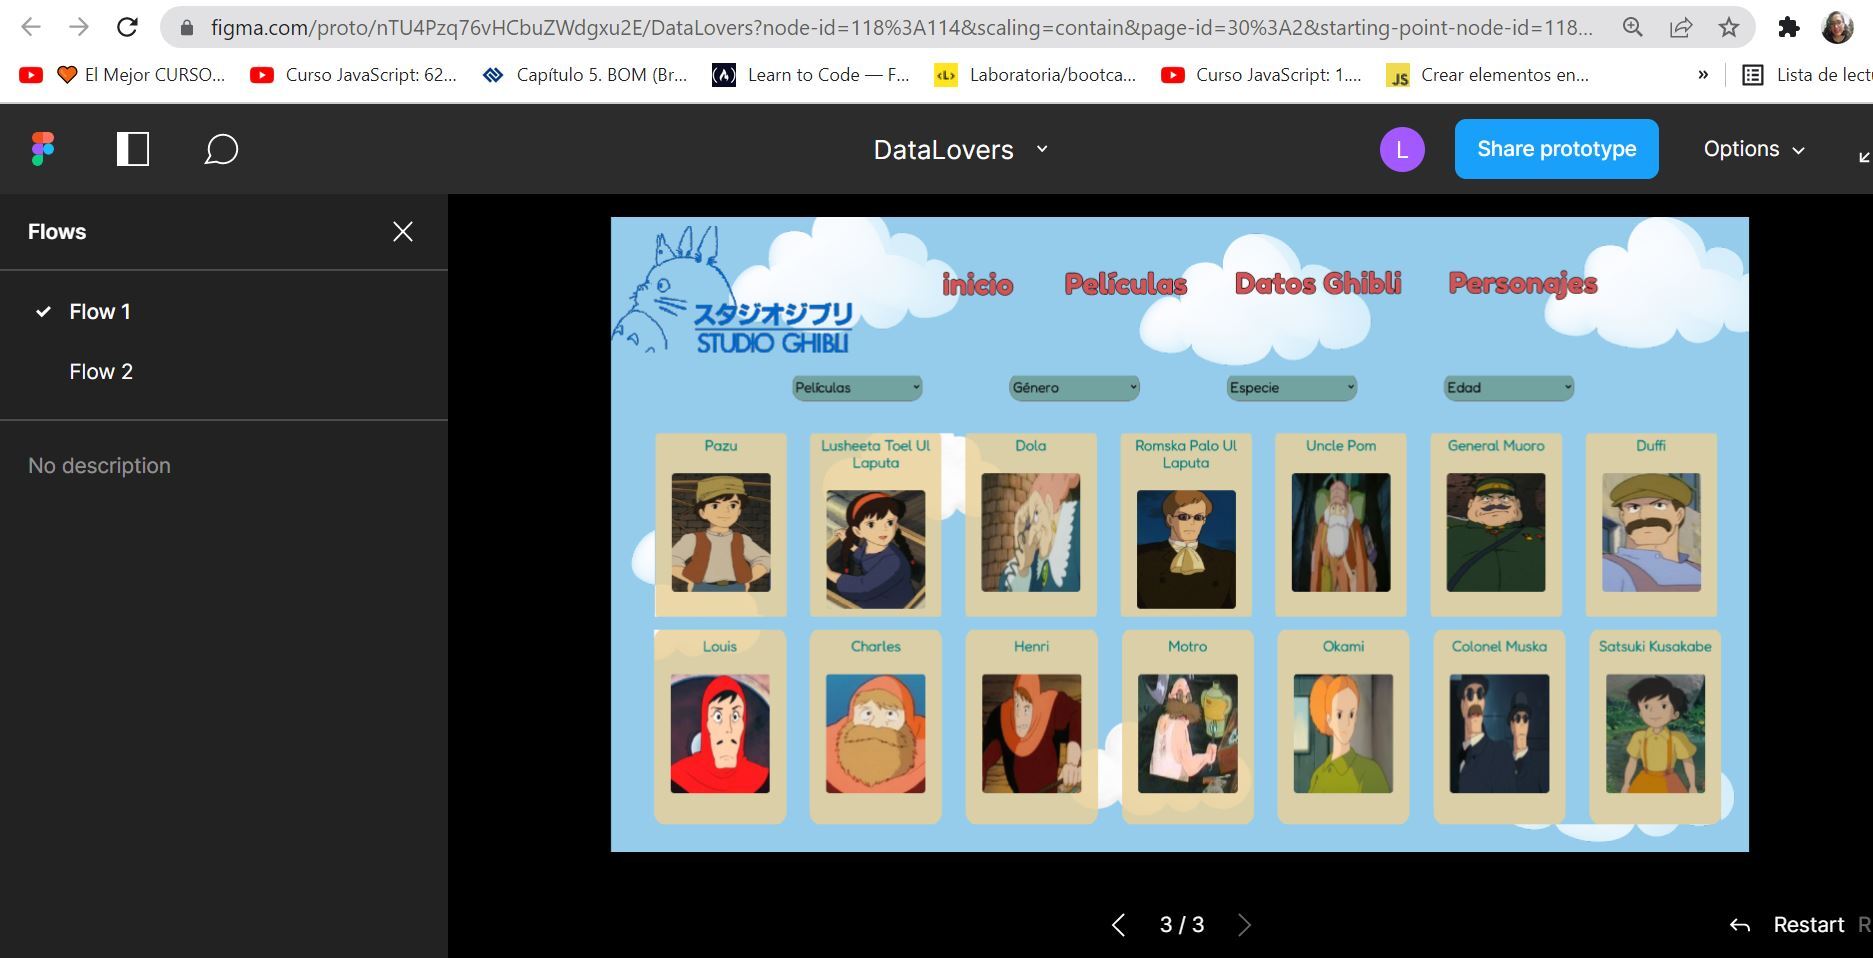 figma.com/proto/nTU4Pzq76vHCbuZWdgxu2E/DataLovers?node-id=118%3A114&scaling=contain&page-id=30%3A2&starting-point-node-id=118...
El Mejor CURSO...
Curso JavaScript: 62...
Capítulo 5. BOM (Br...
Learn to Code — F...
Laboratoria/bootca...
Curso JavaScript: 1....
JS
Crear elementos en...
»
Lista de lect
DataLovers
L
Share prototype
Options
Flows
Flow 1
Flow 2
No description
スタジオジブリ
STUDIO GHIBLI
inicio
Películas
Datos Ghibli
Personajes
Películas
Género
Especie
Edad
Pazu
Lusheeta Toel Ul
Laputa
Dola
Romska Palo Ul
Laputa
Uncle Pom
General Muoro
Duffi
Louis
Charles
Henri
Motro
Okami
Colonel Muska
Satsuki Kusakabe
3 / 3
Restart
R